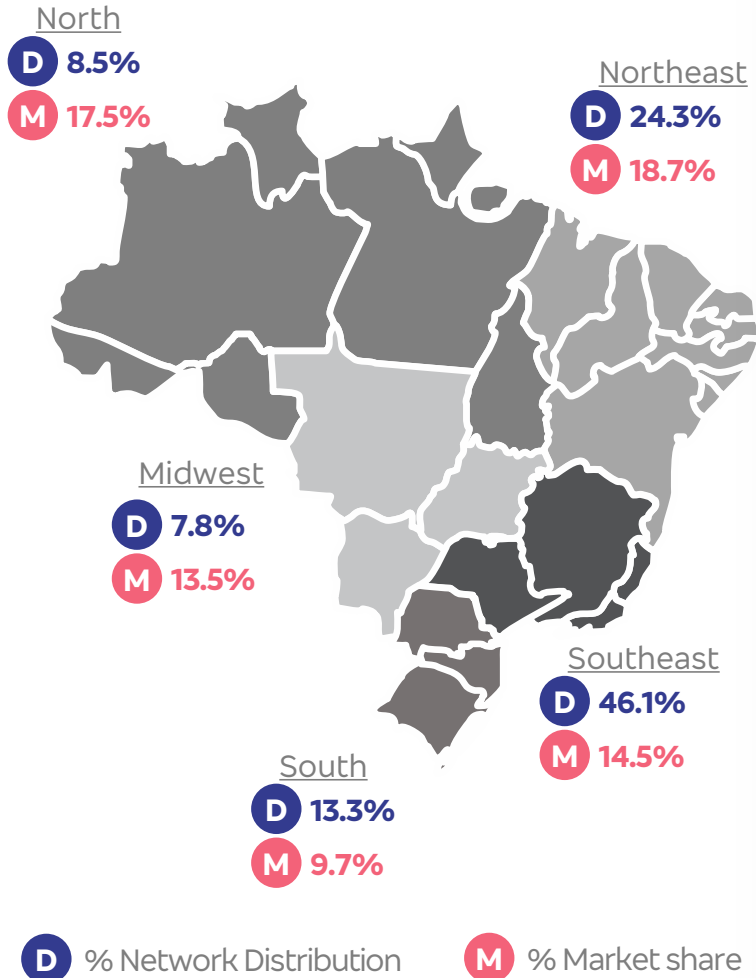 North
D 8.5%
M 17.5%
Northeast
D 24.3%
M 18.7%
Midwest
D 7.8%
M 13.5%
Southeast
D 46.1%
M 14.5%
South
D 13.3%
M 9.7%
D % Network Distribution
M % Market share